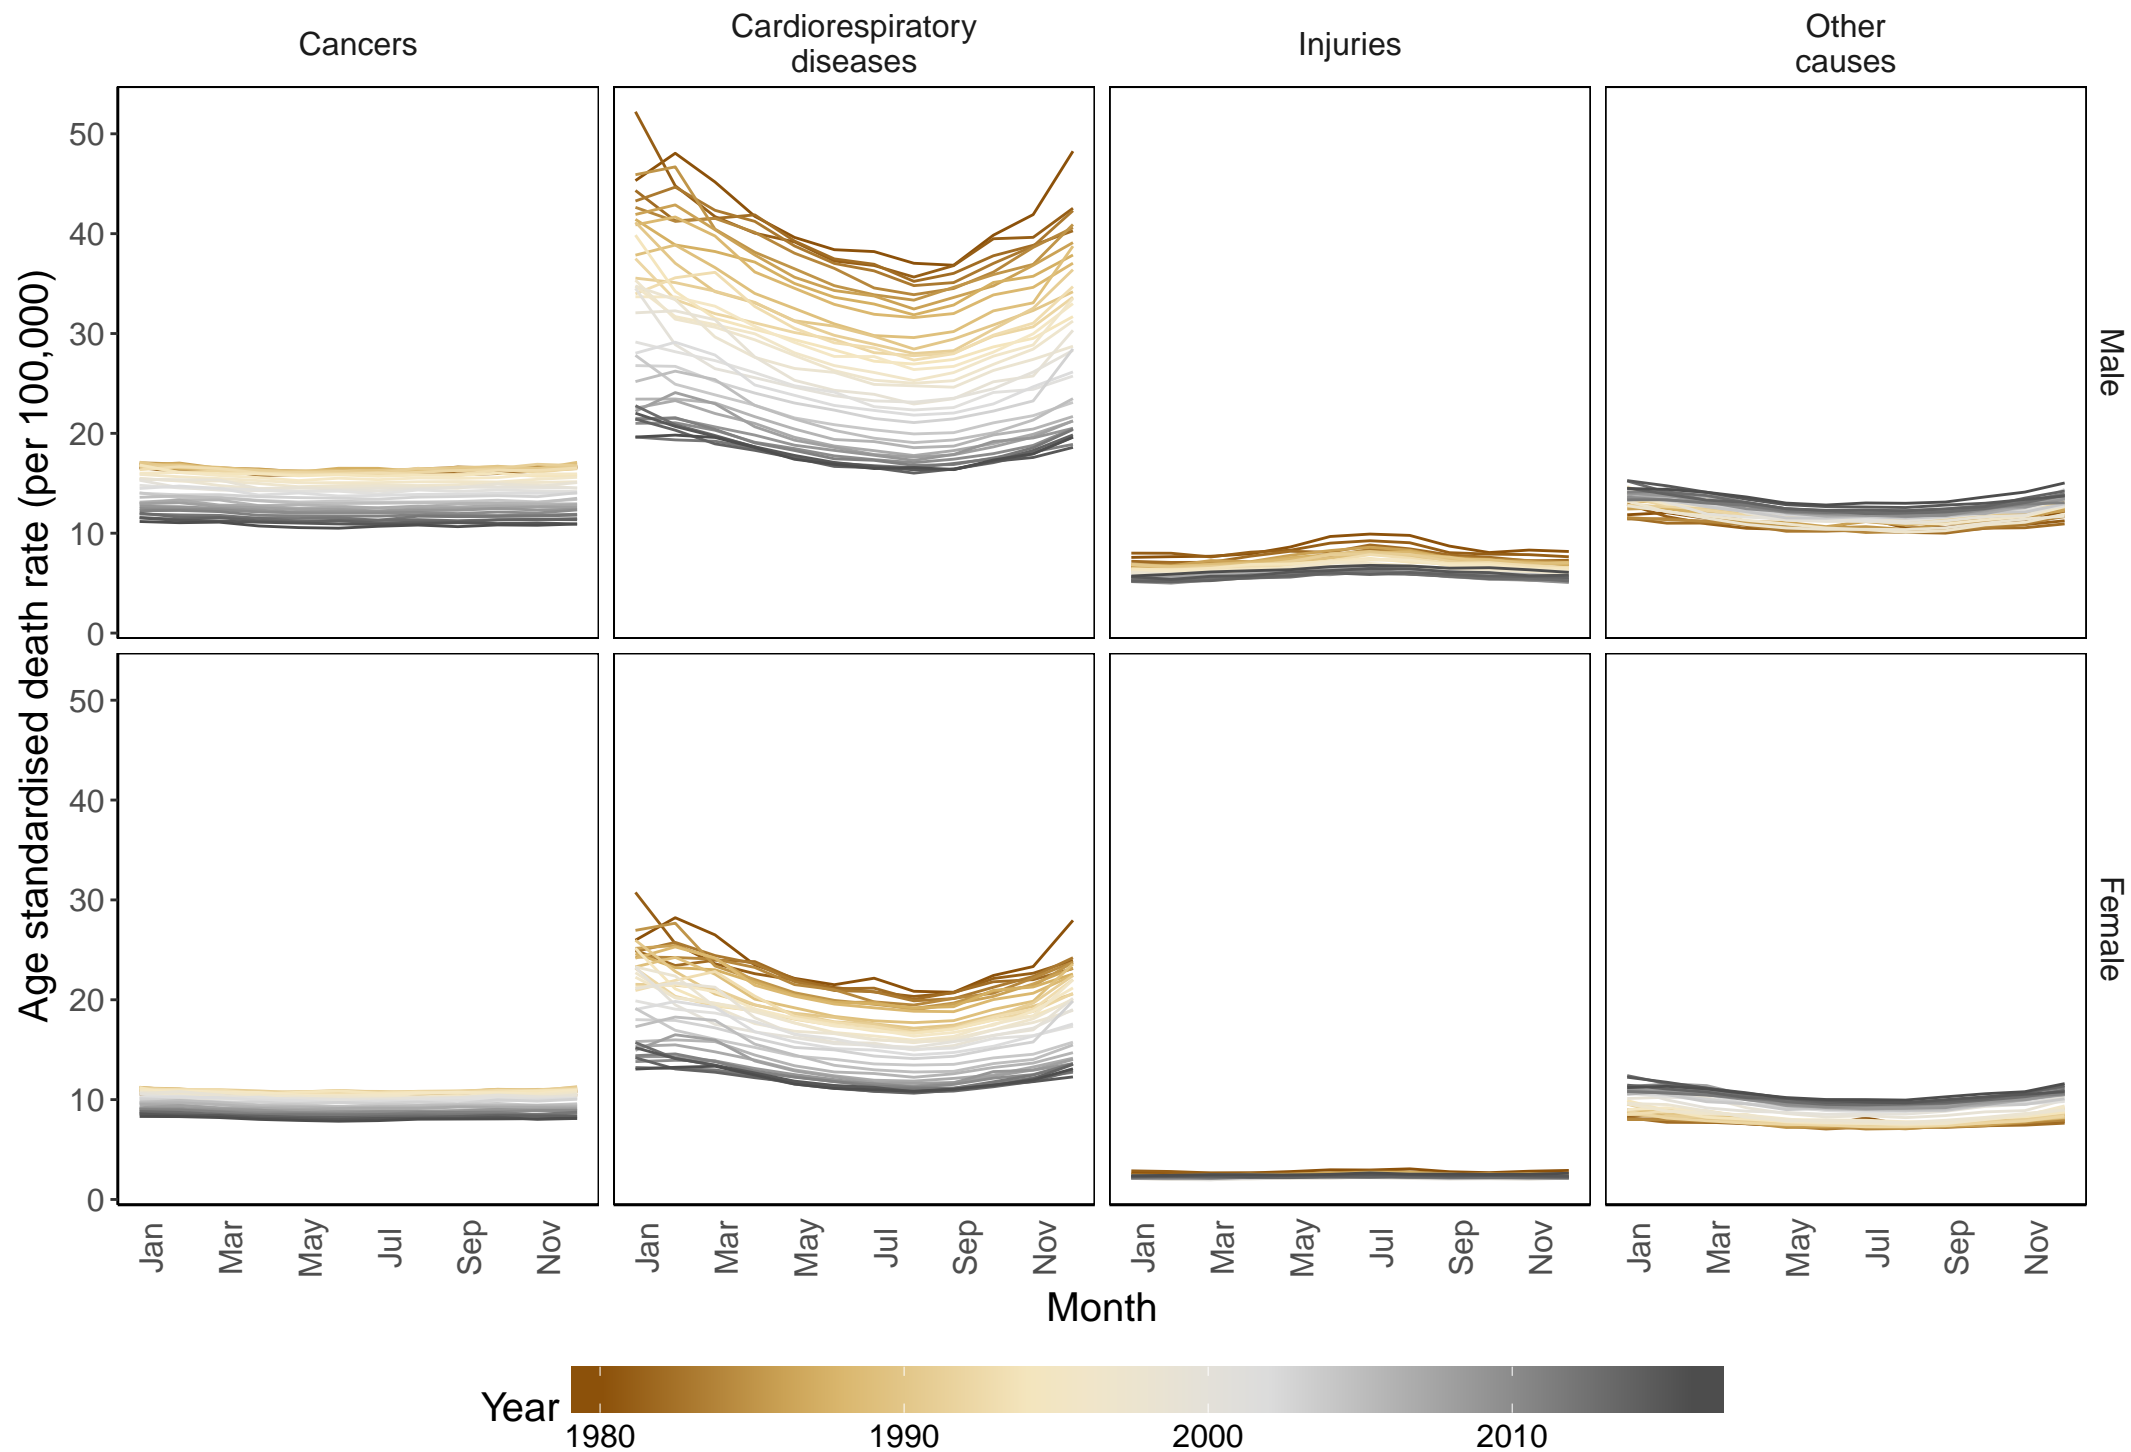 Cancers
Cardiorespiratory
diseases
Injuries
Other
causes
Age standardised death rate (per 100,000)
50
40
30
20
10
0
Male
50
40
30
20
10
0
Female
Jan Mar May Jul Sep Nov
Jan Mar May Jul Sep Nov
Jan Mar May Jul Sep Nov
Jan Mar May Jul Sep Nov
Month
Year
1980 1990 2000 2010